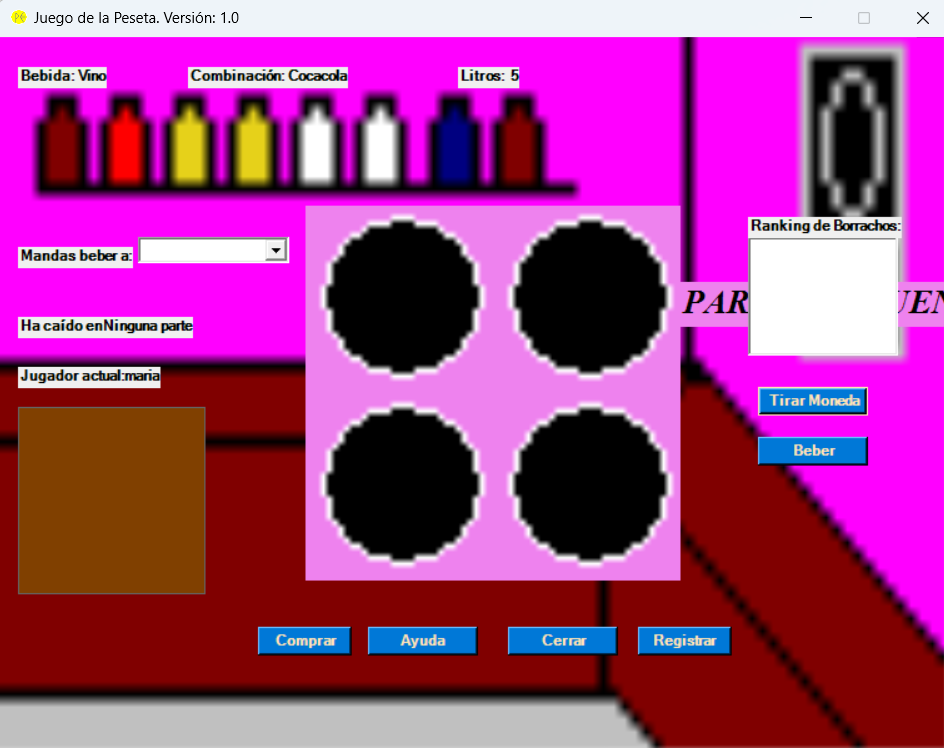 Juego de la Peseta. Versión: 1.0
Bebida: Vino
Combinación: Cocacola
Litros: 5
Ranking de Borrachos:
Mandas beber a:
PAR UEN
Ha caído enNinguna parte
Jugador actual:maria
Tirar Moneda
Beber
Comprar
Ayuda
Cerrar
Registrar